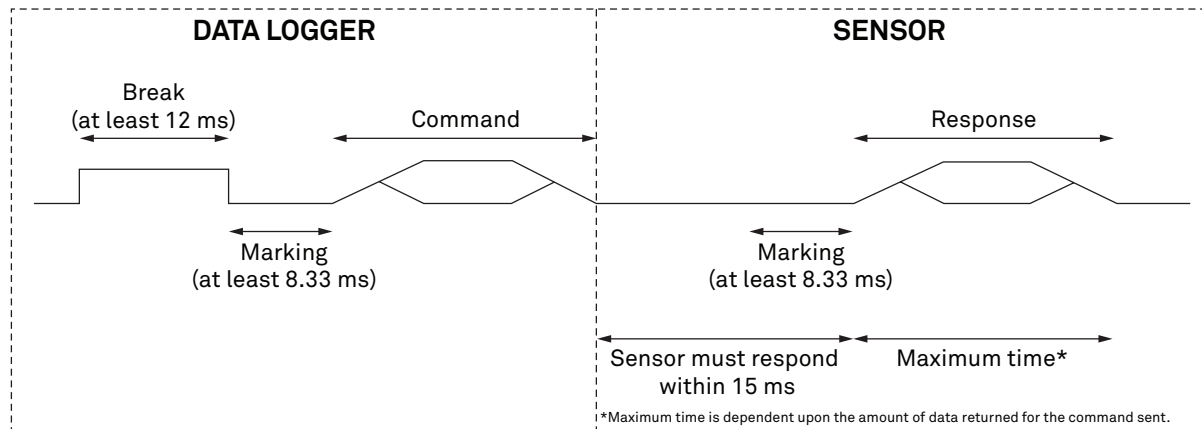 DATA LOGGER
SENSOR
Break
(at least 12 ms)
Command
Response
Marking
(at least 8.33 ms)
Marking
(at least 8.33 ms)
Sensor must respond
within 15 ms
Maximum time*
*Maximum time is dependent upon the amount of data returned for the command sent.